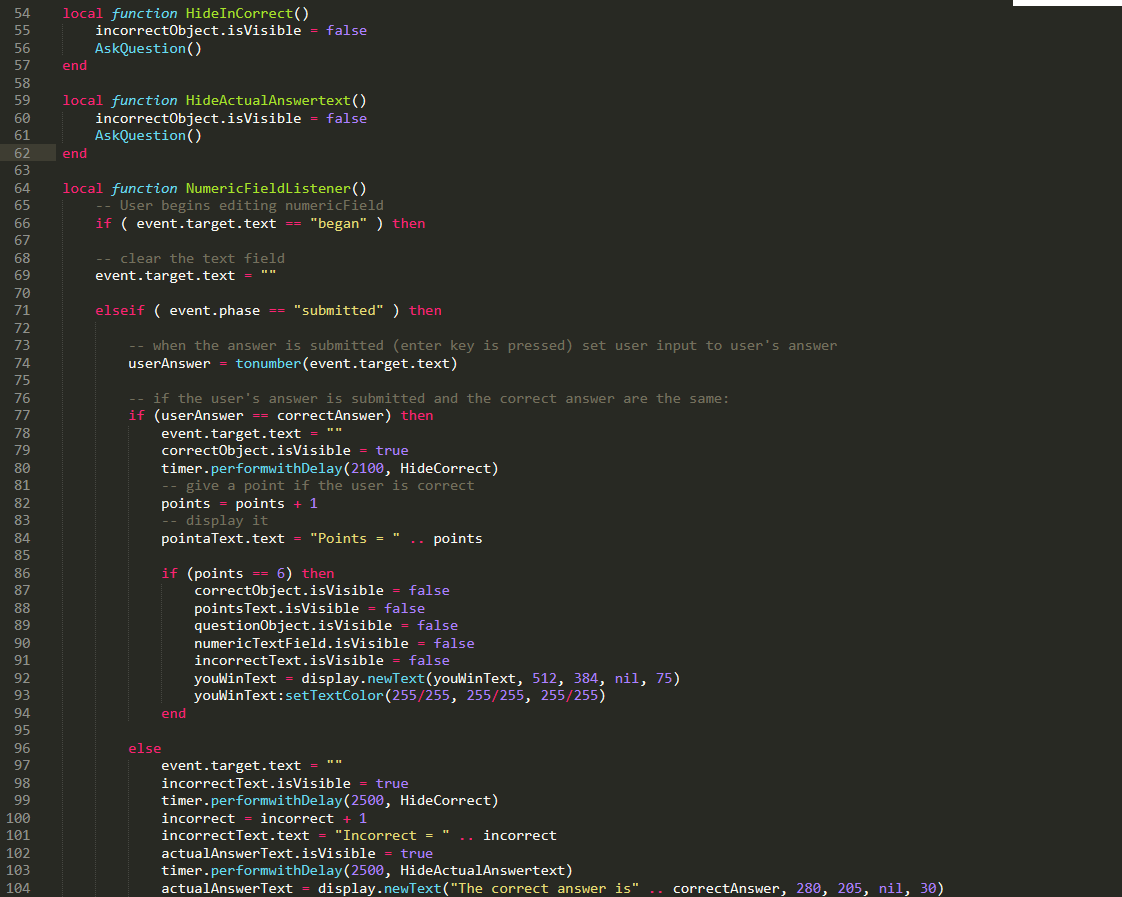 54 local function HideInCorrect()
55 incorrectObject.isVisible = false
56 AskQuestion()
57 end
58
59 local function HideActualAnswertext()
60 incorrectObject.isVisible = false
61 AskQuestion()
62 end
63
64 local function NumericFieldListener()
65 -- User begins editing numericField
66 if ( event.target.text == "began" ) then
67
68 -- clear the text field
69 event.target.text = ""
70
71 elseif ( event.phase == "submitted" ) then
72
73 -- when the answer is submitted (enter key is pressed) set user input to user's answer
74 userAnswer = tonumber(event.target.text)
75
76 -- if the user's answer is submitted and the correct answer are the same:
77 if (userAnswer == correctAnswer) then
78 event.target.text = ""
79 correctObject.isVisible = true
80 timer.performwithDelay(2100, HideCorrect)
81 -- give a point if the user is correct
82 points = points + 1
83 -- display it
84 pointaText.text = "Points = " .. points
85
86 if (points == 6) then
87 correctObject.isVisible = false
88 pointsText.isVisible = false
89 questionObject.isVisible = false
90 numericTextField.isVisible = false
91 incorrectText.isVisible = false
92 youWinText = display.newText(youWinText, 512, 384, nil, 75)
93 youWinText:setTextColor(255/255, 255/255, 255/255)
94 end
95
96 else
97 event.target.text = ""
98 incorrectText.isVisible = true
99 timer.performwithDelay(2500, HideCorrect)
100 incorrect = incorrect + 1
101 incorrectText.text = "Incorrect = " .. incorrect
102 actualAnswerText.isVisible = true
103 timer.performwithDelay(2500, HideActualAnswertext)
104 actualAnswerText = display.newText("The correct answer is" .. correctAnswer, 280, 205, nil, 30)